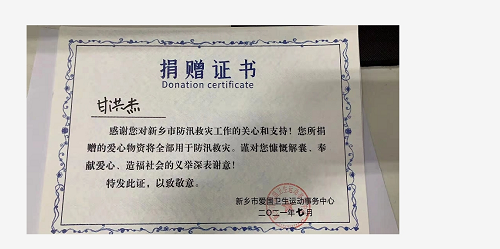 捐赠证书
Donation certificate
甘洪杰
感谢您对新乡市防汛救灾工作的关心和支持！您所捐
赠的爱心物资将全部用于防汛救灾。谨对您慷慨解囊、奉
献爱心、造福社会的义举深表谢意！
特发此证，以致敬意。
新乡市爱国卫生运动事务中心
二〇二一年七月